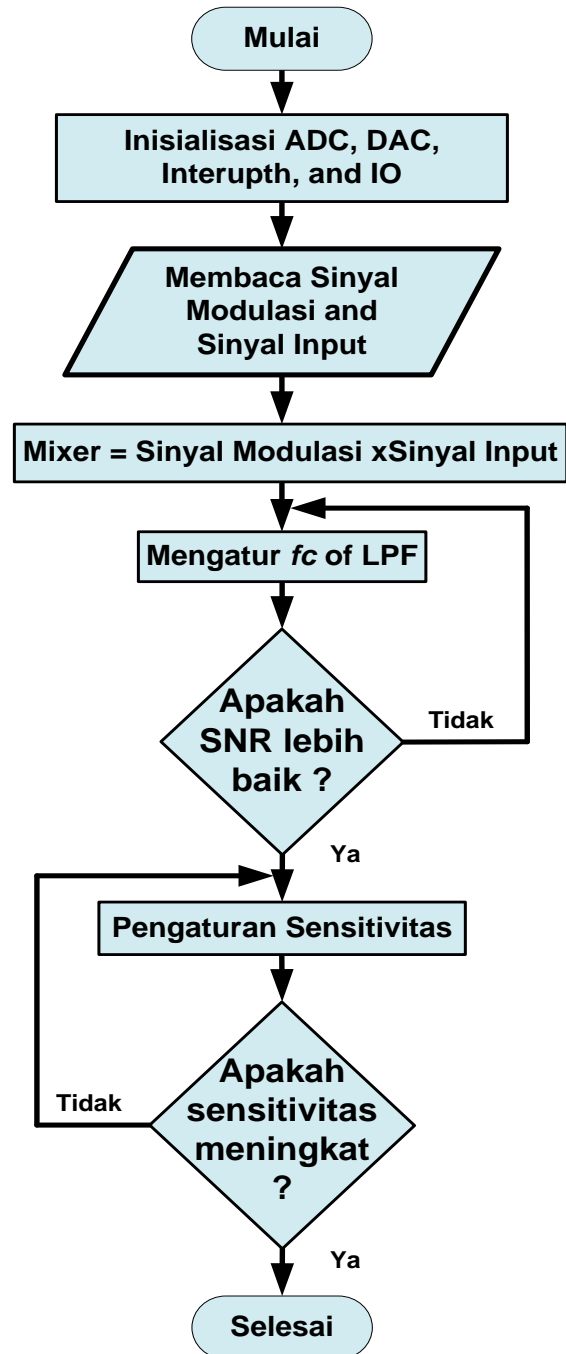 Mulai
Inisialisasi ADC, DAC,
Interupth, and IO
Membaca Sinyal
Modulasi and
Sinyal Input
Mixer = Sinyal Modulasi xSinyal Input
Mengatur fc of LPF
Apakah
SNR lebih
baik ?
Tidak
Ya
Pengaturan Sensitivitas
Apakah
sensitivitas
meningkat
?
Tidak
Ya
Selesai